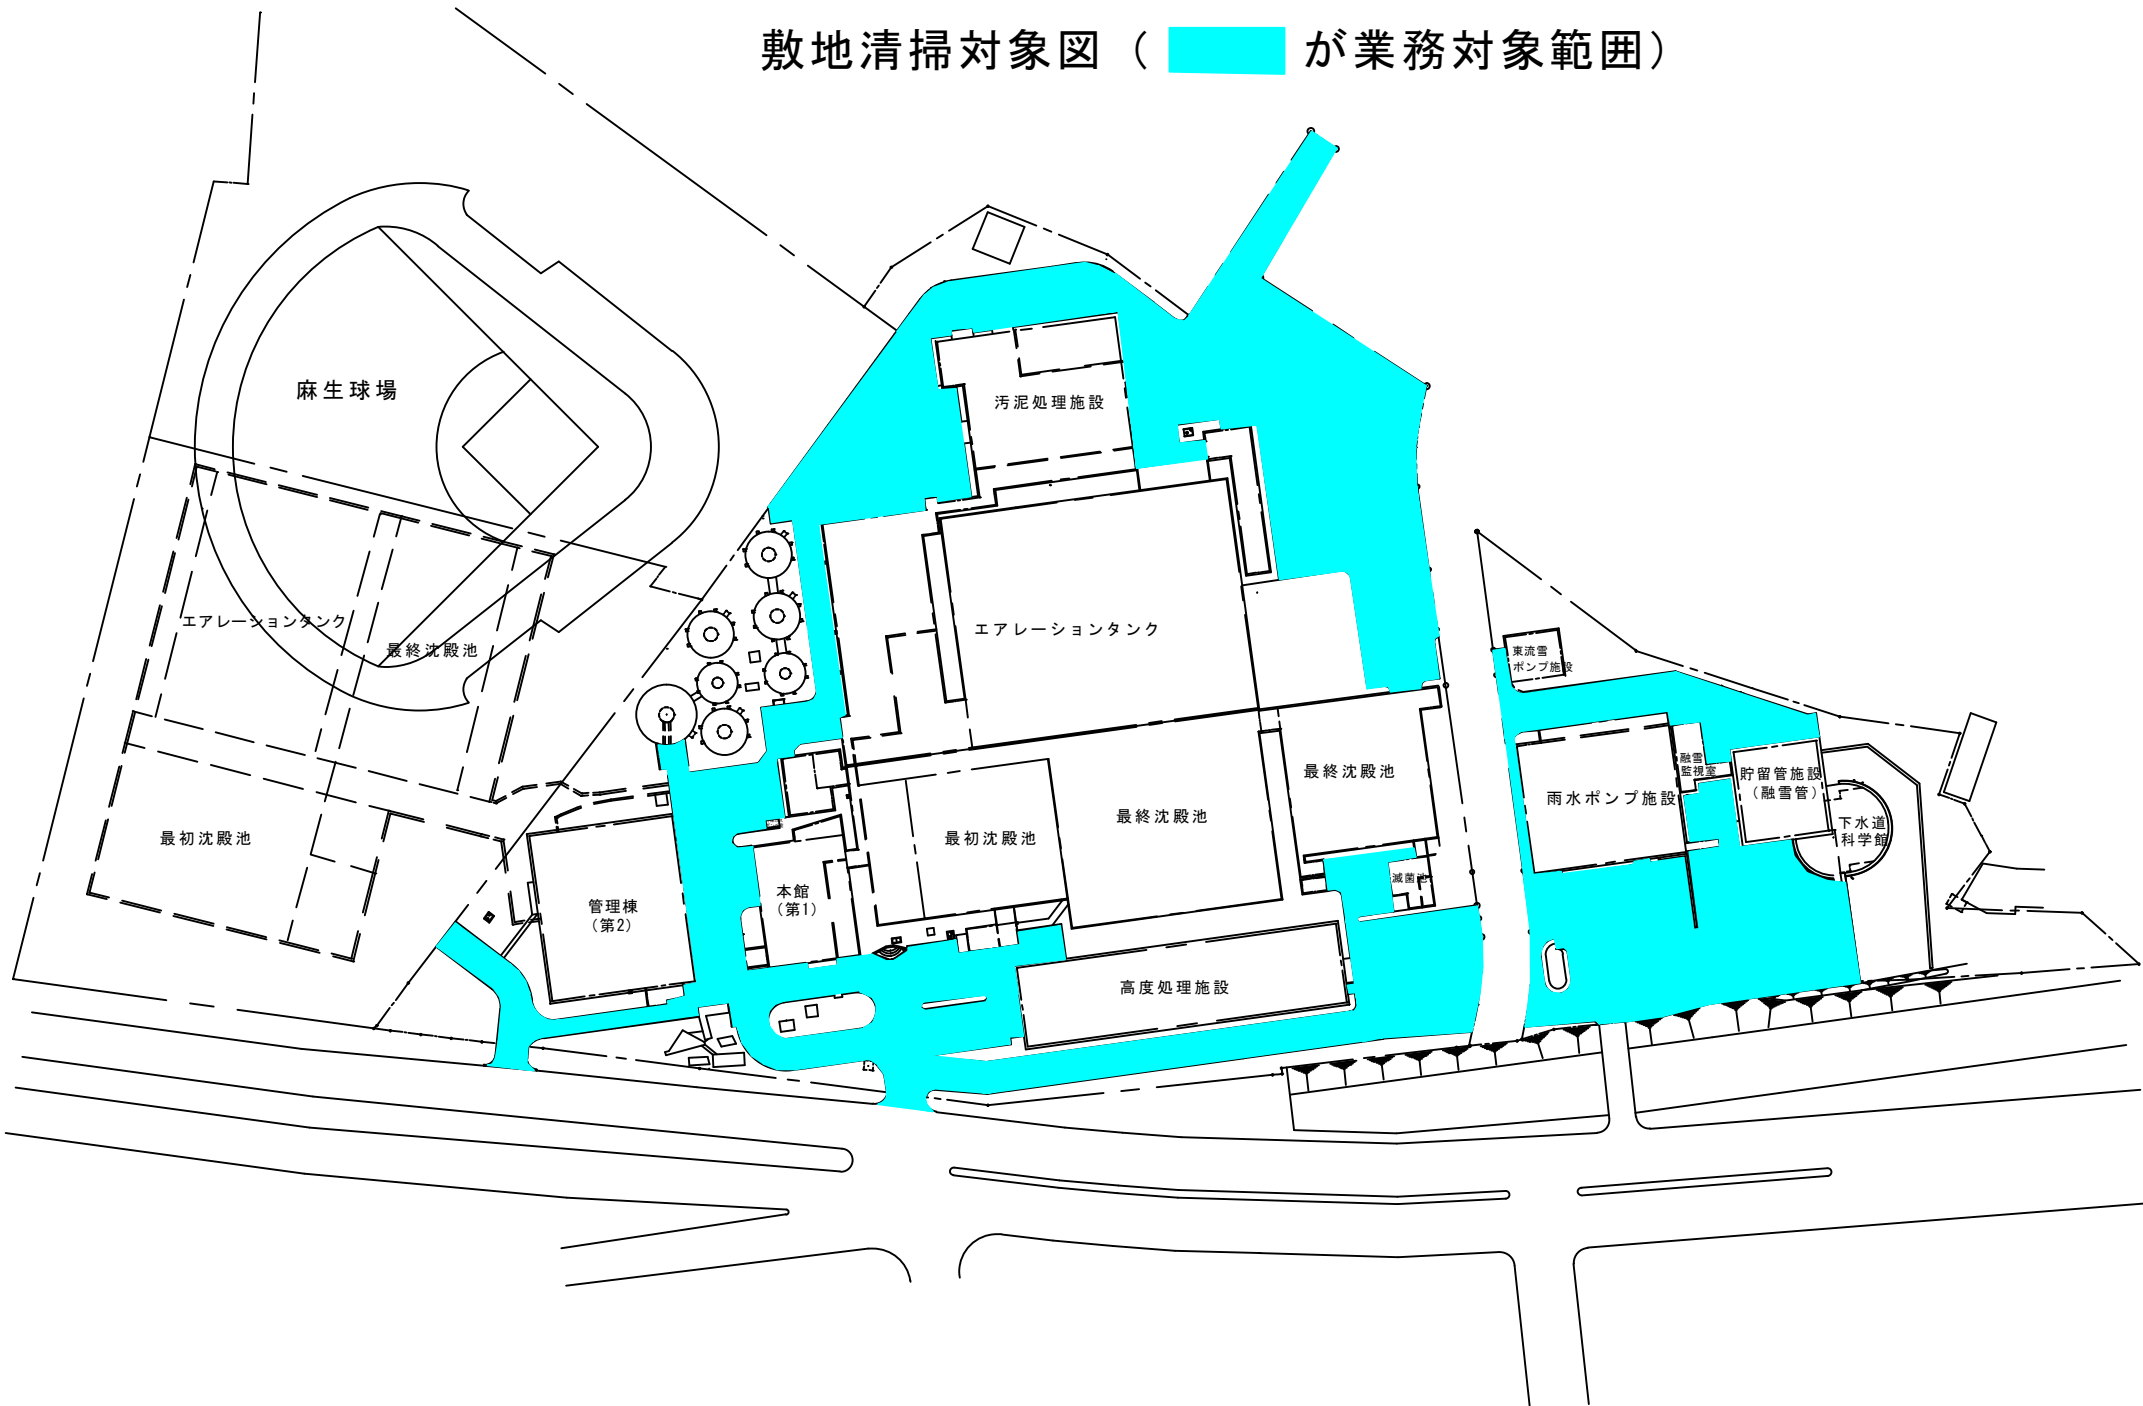 敷地清掃対象図（ が業務対象範囲）
麻生球場
汚泥処理施設
エアレーションタンク
最終沈殿池
エアレーションタンク
東流雪
ポンプ施設
最初沈殿池
最終沈殿池
最終沈殿池
最初沈殿池
融雪
監視室
貯留管施設
（融雪管）
雨水ポンプ施設
下水道
科学館
滅菌池
本館
（第1）
管理棟
（第2）
高度処理施設